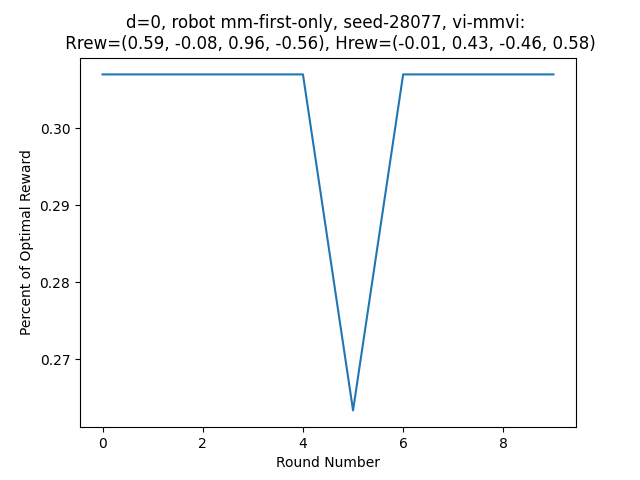 d=0, robot mm-first-only, seed-28077, vi-mmvi:
Rrew=(0.59, -0.08, 0.96, -0.56), Hrew=(-0.01, 0.43, -0.46, 0.58)
Percent of Optimal Reward
0.30
0.29
0.28
0.27
0 2 4 6 8
Round Number